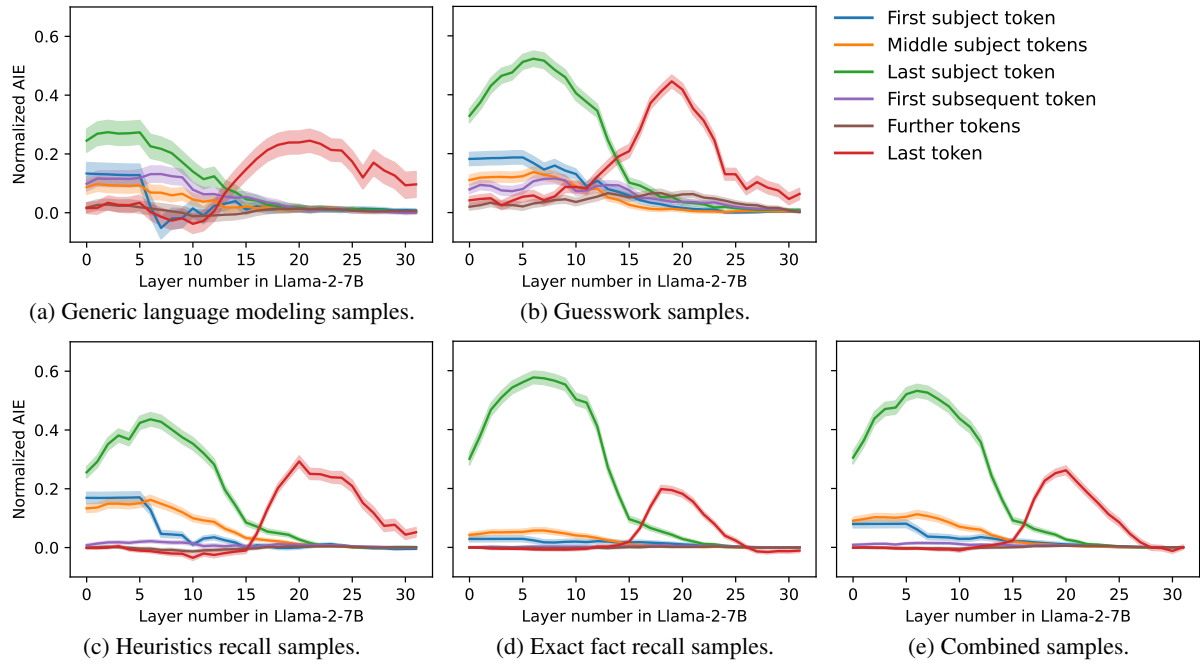 First subject token
Middle subject tokens
Last subject token
First subsequent token
Further tokens
Last token
Normalized AIE
0.6
0.4
0.2
0.0
0 5 10 15 20 25 30
Layer number in Llama-2-7B
(a) Generic language modeling samples.
0 5 10 15 20 25 30
Layer number in Llama-2-7B
(b) Guesswork samples.
Normalized AIE
0.6
0.4
0.2
0.0
0 5 10 15 20 25 30
Layer number in Llama-2-7B
(c) Heuristics recall samples.
0 5 10 15 20 25 30
Layer number in Llama-2-7B
(d) Exact fact recall samples.
0 5 10 15 20 25 30
Layer number in Llama-2-7B
(e) Combined samples.